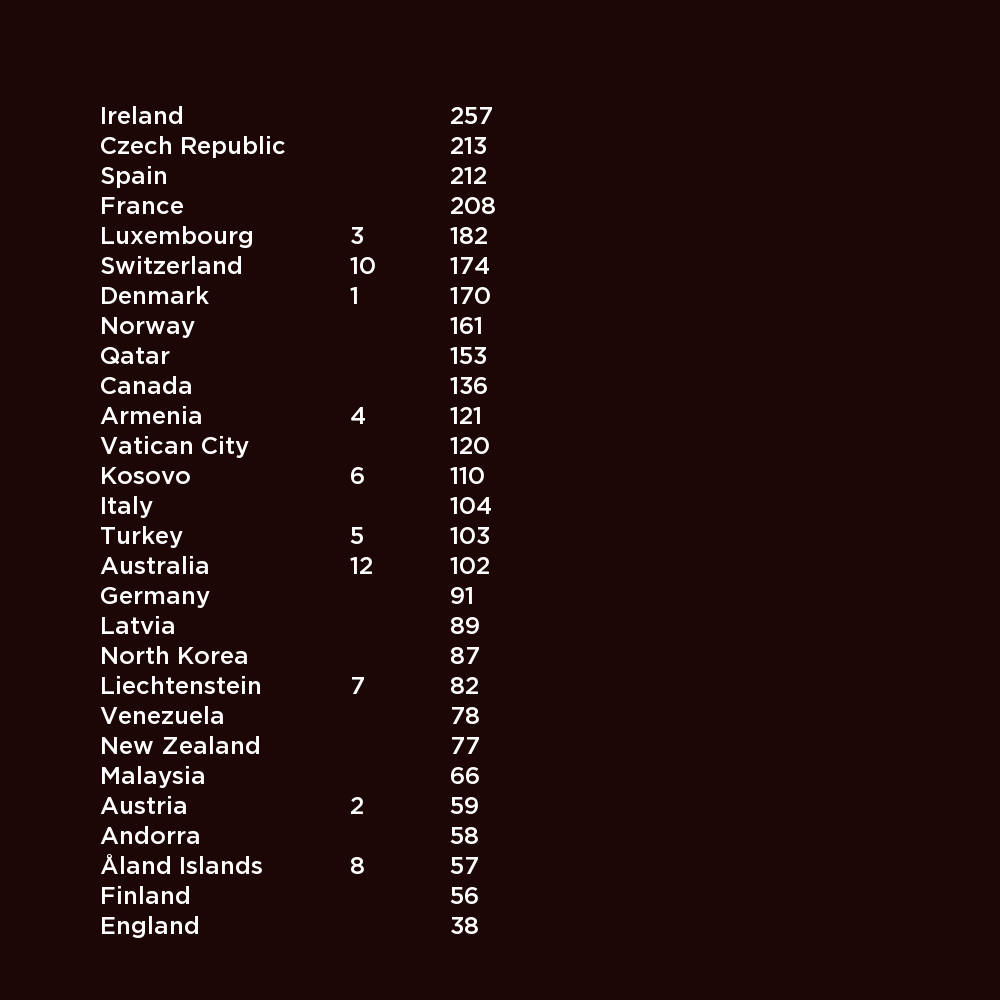 Ireland 257
Czech Republic 213
Spain 212
France 208
Luxembourg 3 182
Switzerland 10 174
Denmark 1 170
Norway 161
Qatar 153
Canada 136
Armenia 4 121
Vatican City 120
Kosovo 6 110
Italy 104
Turkey 5 103
Australia 12 102
Germany 91
Latvia 89
North Korea 87
Liechtenstein 7 82
Venezuela 78
New Zealand 77
Malaysia 66
Austria 2 59
Andorra 58
Åland Islands 8 57
Finland 56
England 38